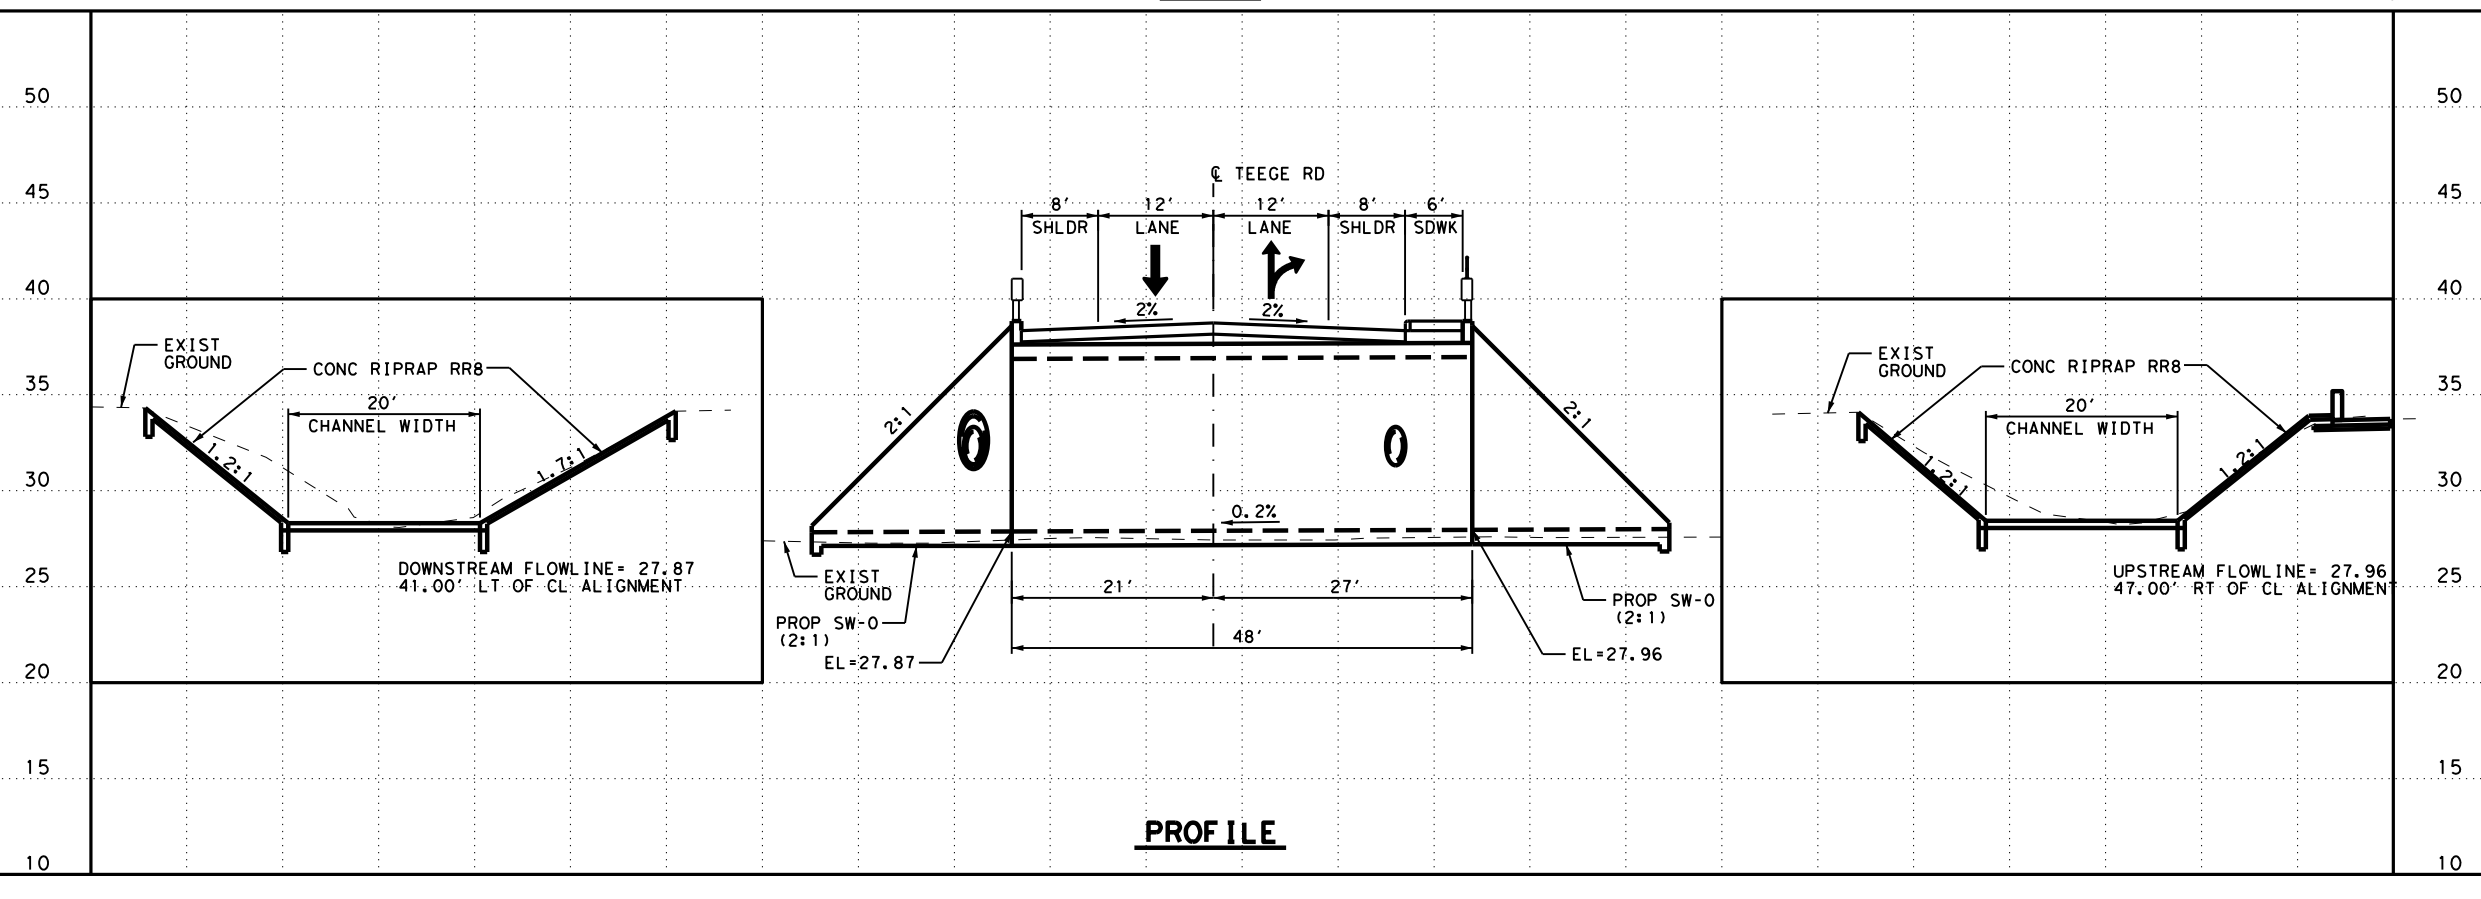 50
45
40
35
30
25
20
15
10
EXIST
GROUND
CONC RIPRAP RR8
20'
CHANNEL WIDTH
1.2:1
1.7:1
DOWNSTREAM FLOWLINE= 27.87
41.00' LT OF CL ALIGNMENT
℄ TEEGE RD
8' 12' 12' 8' 6'
SHLDR LANE LANE SHLDR SDWK
2% 2%
2:1
2:1
0.2%
EXIST
GROUND
PROP SW-0
(2:1)
EL=27.87
21' 27'
48'
PROP SW-0
(2:1)
EL=27.96
EXIST
GROUND
CONC RIPRAP RR8
20'
CHANNEL WIDTH
1.2:1
1.2:1
UPSTREAM FLOWLINE= 27.96
47.00' RT OF CL ALIGNMENT
50
45
40
35
30
25
20
15
10
PROFILE